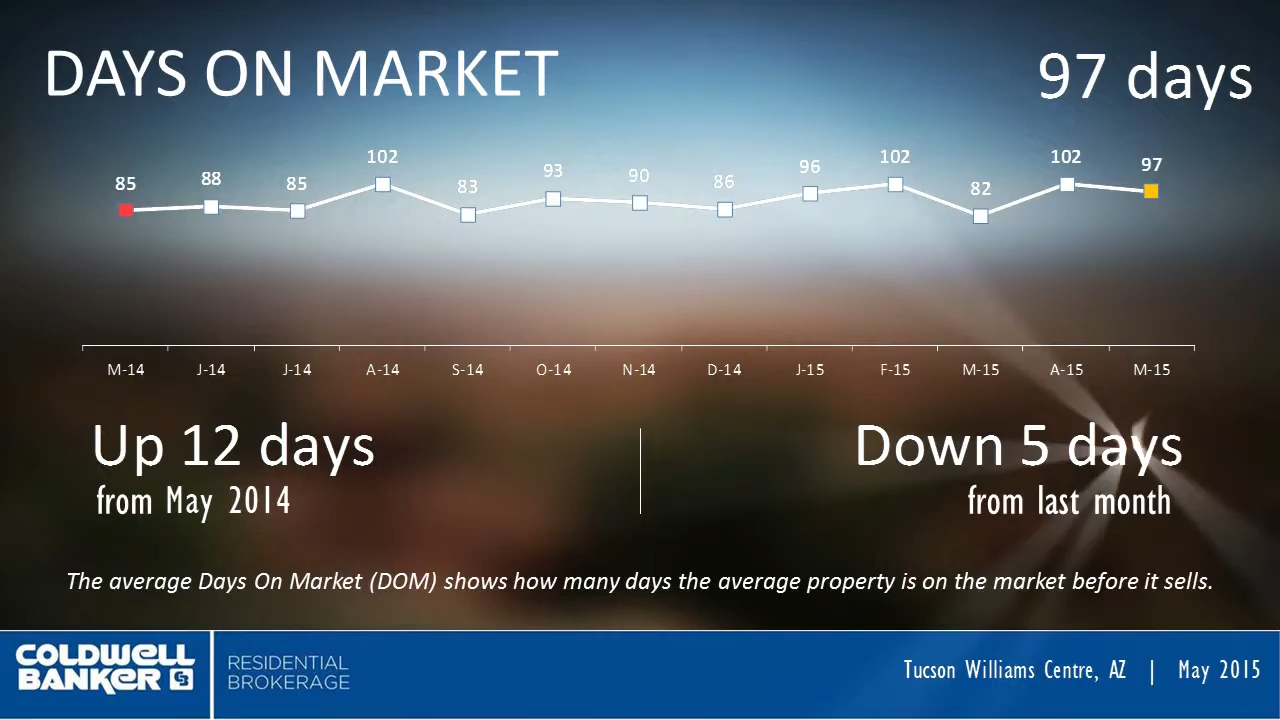 DAYS ON MARKET
97 days
85 88 85 102 83 93 90 86 96 102 82 102 97
M-14 J-14 J-14 A-14 S-14 O-14 N-14 D-14 J-15 F-15 M-15 A-15 M-15
Up 12 days
from May 2014
Down 5 days
from last month
The average Days On Market (DOM) shows how many days the average property is on the market before it sells.
COLDWELL
BANKER CB
RESIDENTIAL
BROKERAGE
Tucson Williams Centre, AZ | May 2015